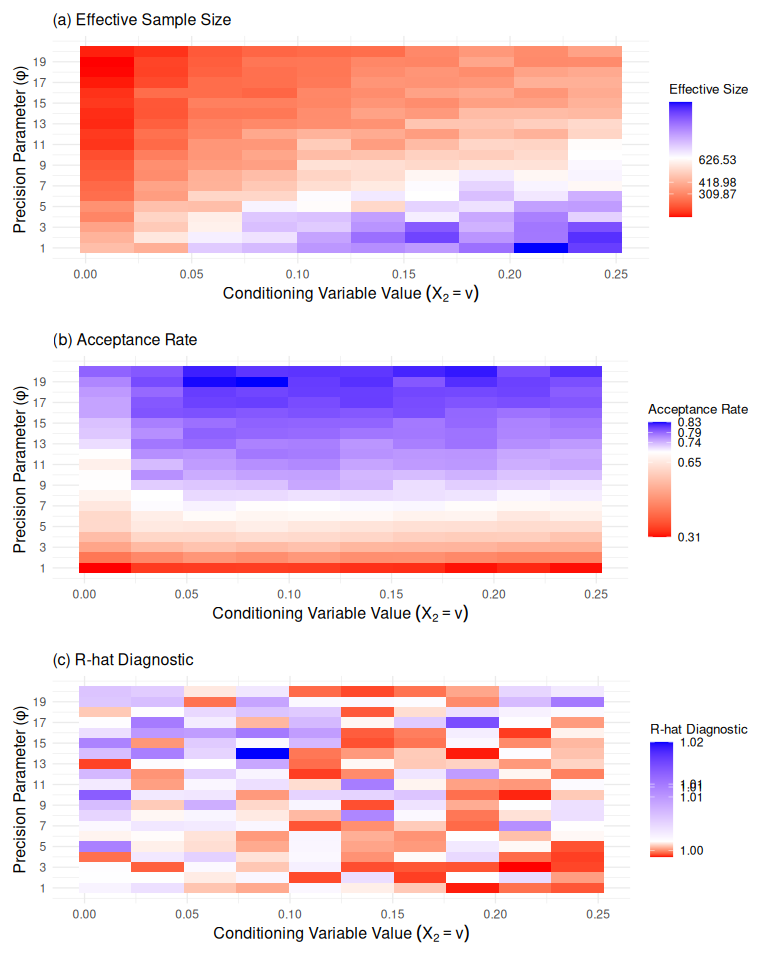 (a) Effective Sample Size
Precision Parameter (φ)
19
17
15
13
11
9
7
5
3
1
0.00 0.05 0.10 0.15 0.20 0.25
Conditioning Variable Value (X₂ = v)
Effective Size
626.53
418.98
309.87
(b) Acceptance Rate
Precision Parameter (φ)
19
17
15
13
11
9
7
5
3
1
0.00 0.05 0.10 0.15 0.20 0.25
Conditioning Variable Value (X₂ = v)
Acceptance Rate
0.83
0.79
0.74
0.65
0.31
(c) R-hat Diagnostic
Precision Parameter (φ)
19
17
15
13
11
9
7
5
3
1
0.00 0.05 0.10 0.15 0.20 0.25
Conditioning Variable Value (X₂ = v)
R-hat Diagnostic
1.02
1.01
1.01
1.01
1.00